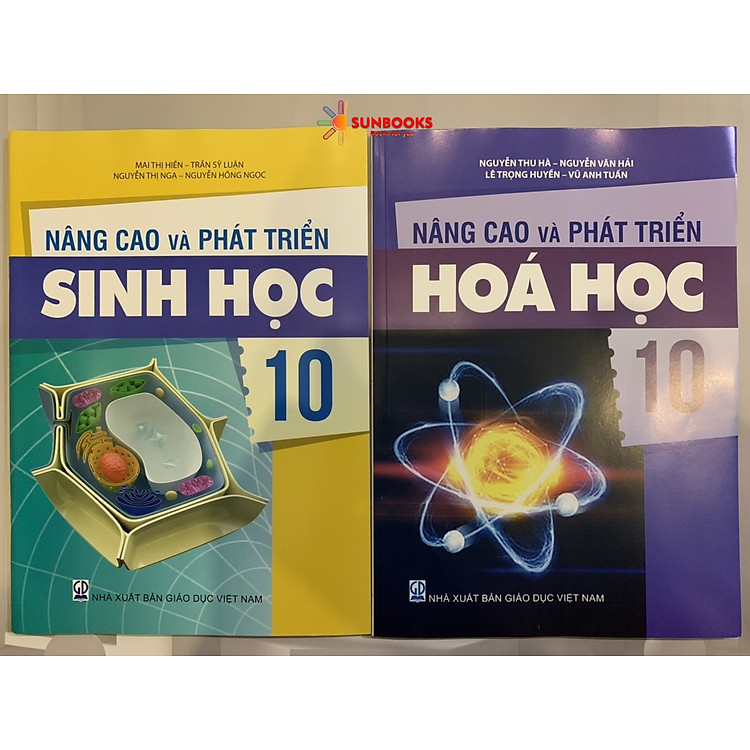 SUNBOOKS
MAI THỊ HIỀN – TRẦN SỸ LUẬN
NGUYỄN THỊ NGA – NGUYỄN HỒNG NGỌC
NÂNG CAO VÀ PHÁT TRIỂN
SINH HỌC
10
NHÀ XUẤT BẢN GIÁO DỤC VIỆT NAM
NGUYỄN THU HÀ – NGUYỄN VĂN HẢI
LÊ TRỌNG HUYỀN – VŨ ANH TUẤN
NÂNG CAO VÀ PHÁT TRIỂN
HOÁ HỌC
10
NHÀ XUẤT BẢN GIÁO DỤC VIỆT NAM